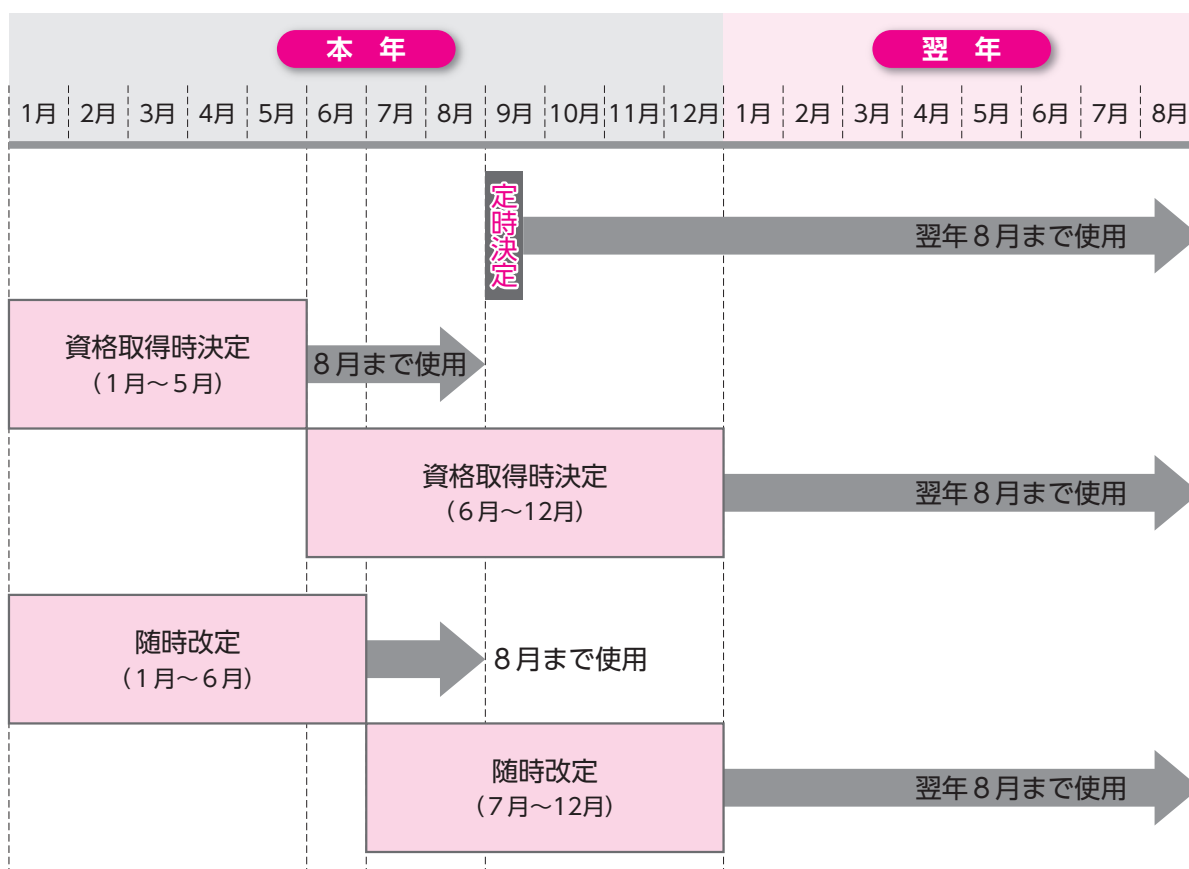 本　年
翌　年
1月 2月 3月 4月 5月 6月 7月 8月 9月 10月 11月 12月 1月 2月 3月 4月 5月 6月 7月 8月
定時決定
翌年８月まで使用
資格取得時決定
（１月～５月）
８月まで使用
資格取得時決定
（６月～12月）
翌年８月まで使用
随時改定
（１月～６月）
８月まで使用
随時改定
（７月～12月）
翌年８月まで使用